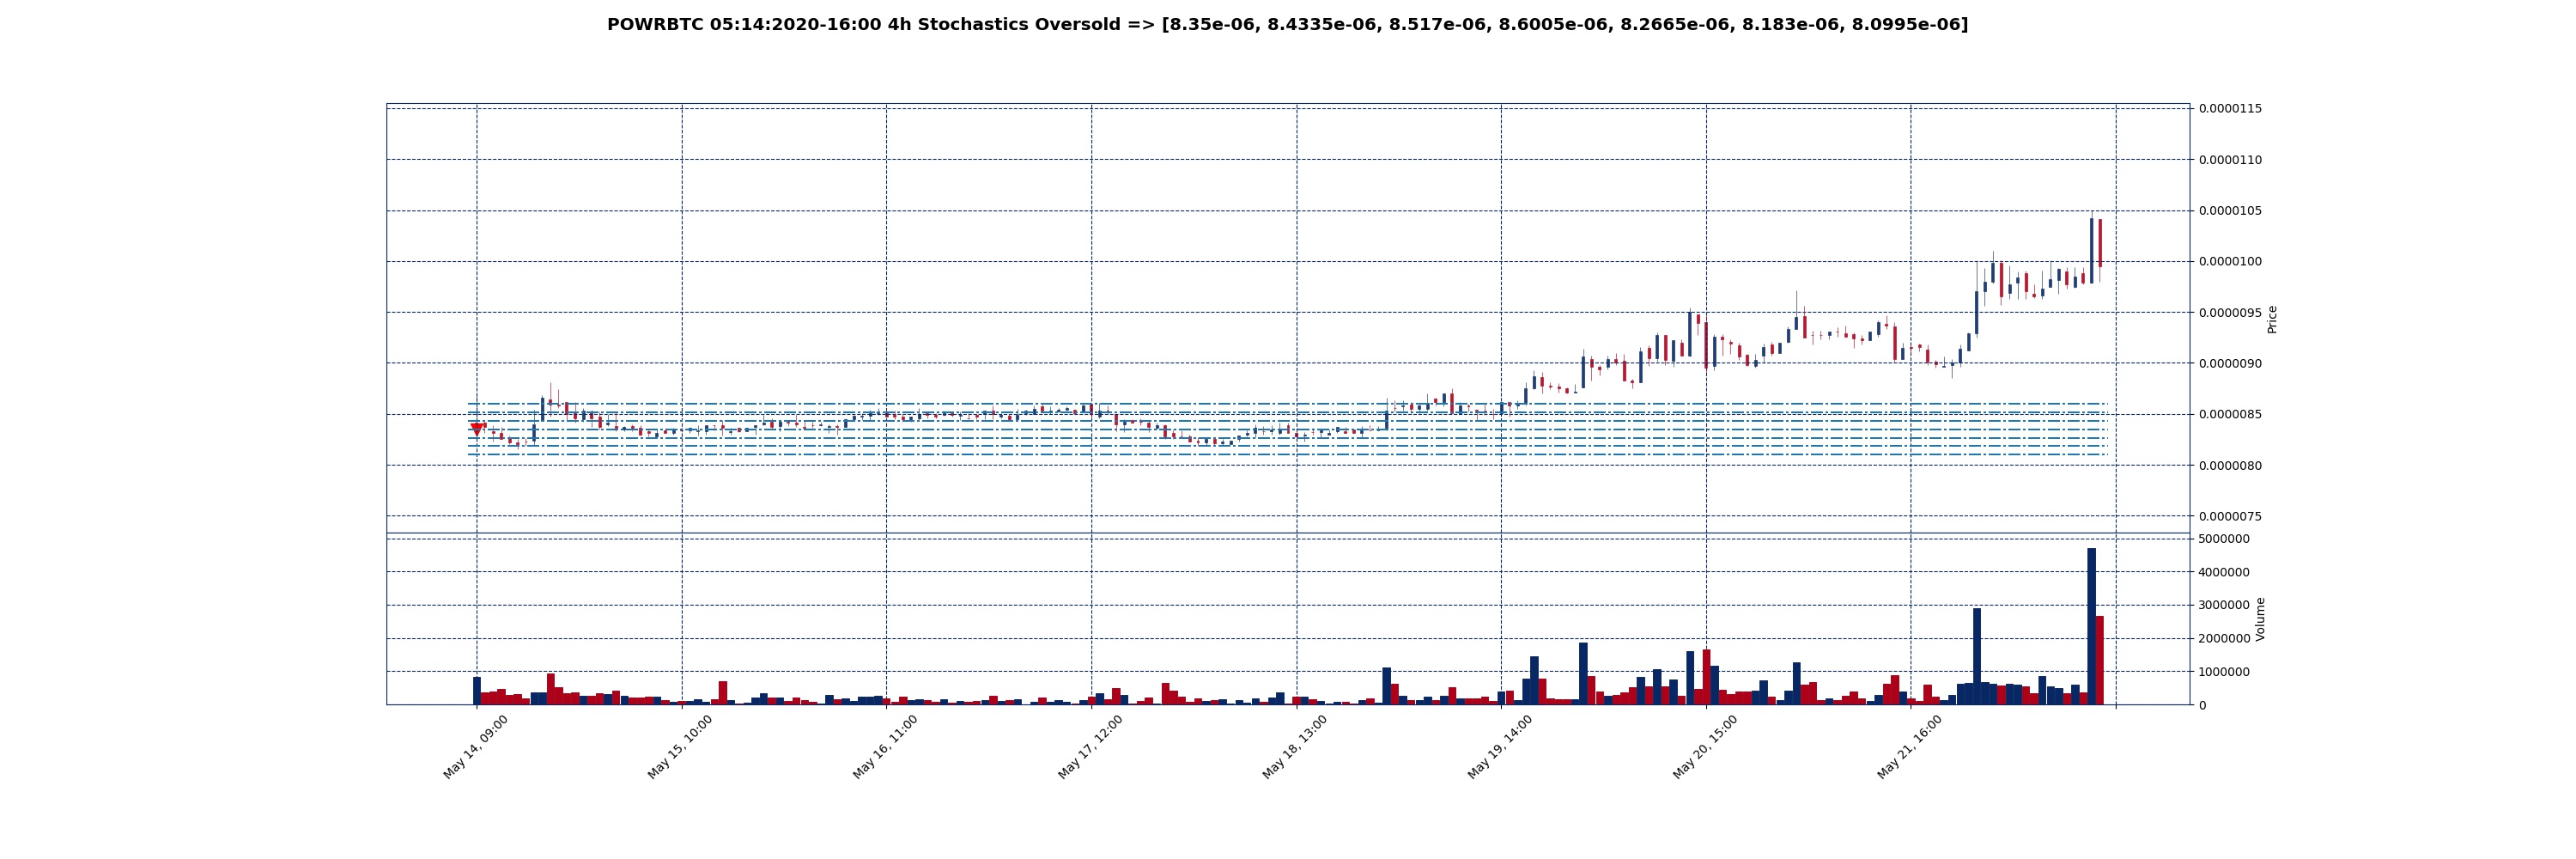 POWRBTC 05:14:2020-16:00 4h Stochastics Oversold => [8.35e-06, 8.4335e-06, 8.517e-06, 8.6005e-06, 8.2665e-06, 8.183e-06, 8.0995e-06]
0.0000115
0.0000110
0.0000105
0.0000100
0.0000095
Price
0.0000090
0.0000085
0.0000080
0.0000075
5000000
4000000
3000000
Volume
2000000
1000000
0
May 14, 09:00
May 15, 10:00
May 16, 11:00
May 17, 12:00
May 18, 13:00
May 19, 14:00
May 20, 15:00
May 21, 16:00